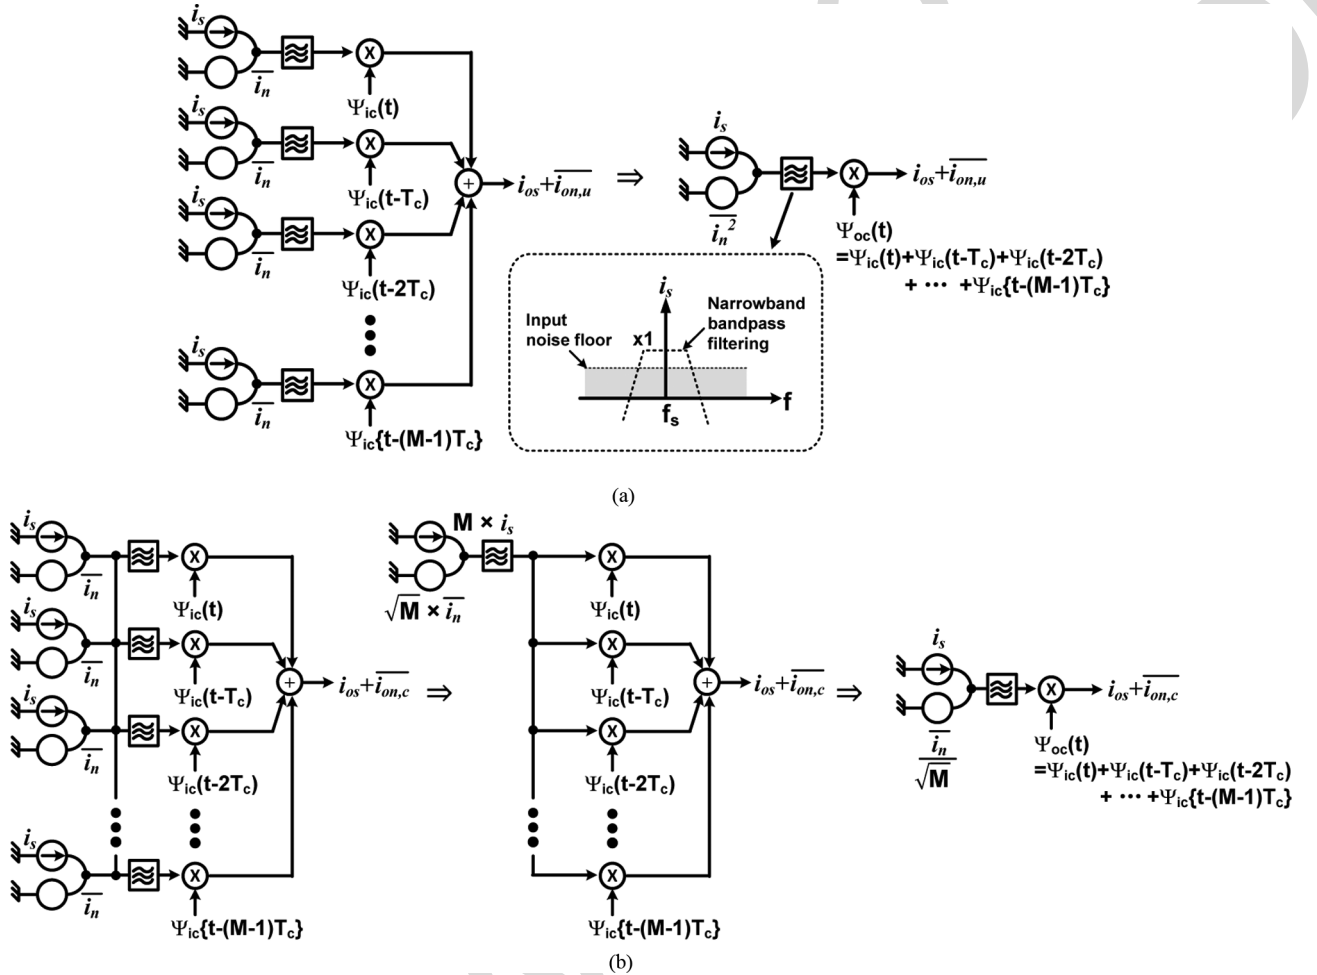 i_s
i_n
X
Ψ_ic(t)
i_s
i_n
X
Ψ_ic(t-T_c)
i_s
i_n
X
Ψ_ic(t-2T_c)
i_s
i_n
X
Ψ_ic{t-(M-1)T_c}
+
i_os+i_on,u
⇒
i_s
i_n^2
X
i_os+i_on,u
Ψ_oc(t)
=Ψ_ic(t)+Ψ_ic(t-T_c)+Ψ_ic(t-2T_c)
+ ••• +Ψ_ic{t-(M-1)T_c}
i_s
Input
noise floor
x1
Narrowband
bandpass
filtering
f
f_s
(a)
i_s
i_n
X
Ψ_ic(t)
i_s
i_n
X
Ψ_ic(t-T_c)
i_s
i_n
X
Ψ_ic(t-2T_c)
i_s
i_n
X
Ψ_ic{t-(M-1)T_c}
+
i_os+i_on,c
⇒
M × i_s
√M × i_n
X
Ψ_ic(t)
X
Ψ_ic(t-T_c)
X
Ψ_ic(t-2T_c)
X
Ψ_ic{t-(M-1)T_c}
+
i_os+i_on,c
⇒
i_s
i_n
√M
X
i_os+i_on,c
Ψ_oc(t)
=Ψ_ic(t)+Ψ_ic(t-T_c)+Ψ_ic(t-2T_c)
+ ••• +Ψ_ic{t-(M-1)T_c}
(b)